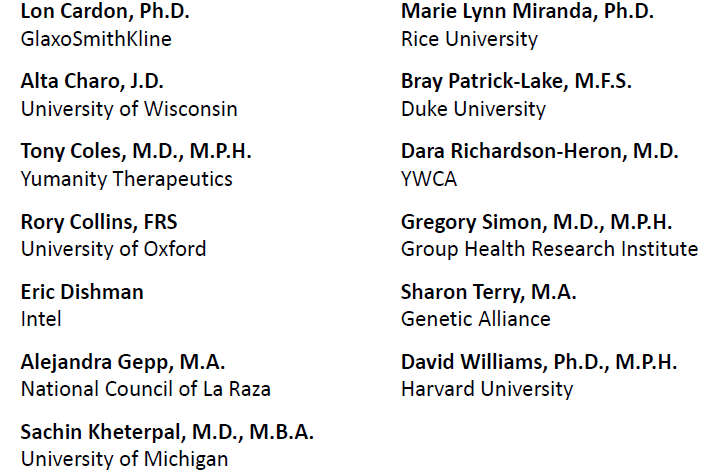 Lon Cardon, Ph.D.
GlaxoSmithKline
Alta Charo, J.D.
University of Wisconsin
Tony Coles, M.D., M.P.H.
Yumanity Therapeutics
Rory Collins, FRS
University of Oxford
Eric Dishman
Intel
Alejandra Gepp, M.A.
National Council of La Raza
Sachin Kheterpal, M.D., M.B.A.
University of Michigan
Marie Lynn Miranda, Ph.D.
Rice University
Bray Patrick-Lake, M.F.S.
Duke University
Dara Richardson-Heron, M.D.
YWCA
Gregory Simon, M.D., M.P.H.
Group Health Research Institute
Sharon Terry, M.A.
Genetic Alliance
David Williams, Ph.D., M.P.H.
Harvard University